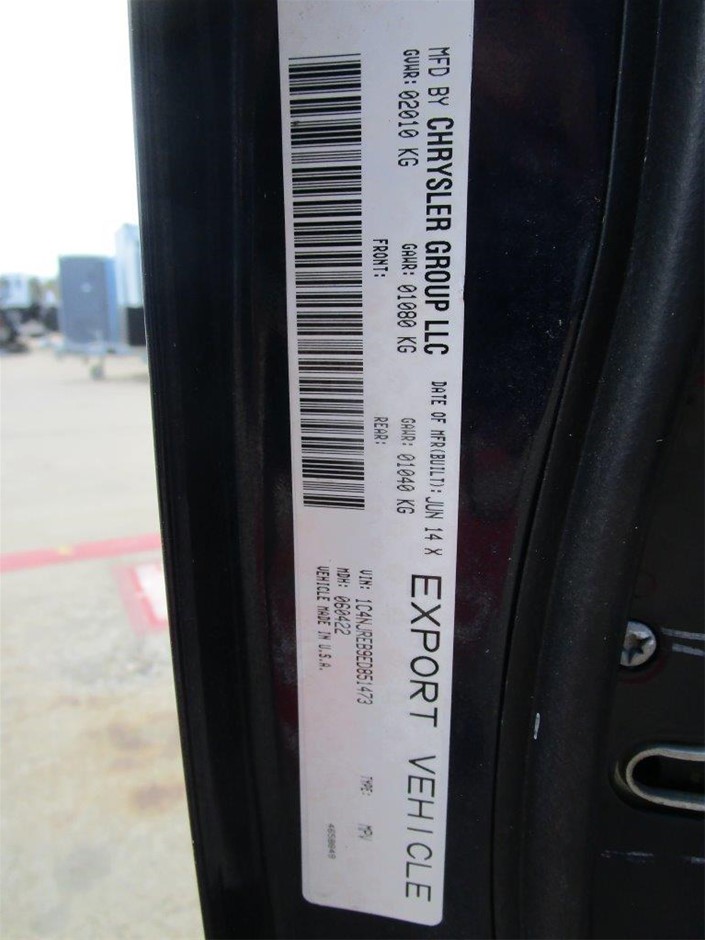 MFD BY CHRYSLER GROUP LLC DATE OF MFR(BUILT): JUN 14 X EXPORT VEHICLE
GVWR: 02010 KG GAWR: 01080 KG GAWR: 01040 KG
FRONT: REAR:
VIN: 1C4NJREB9ED851473 TYPE: MPV
MDH: 060422
VEHICLE MADE IN U.S.A.